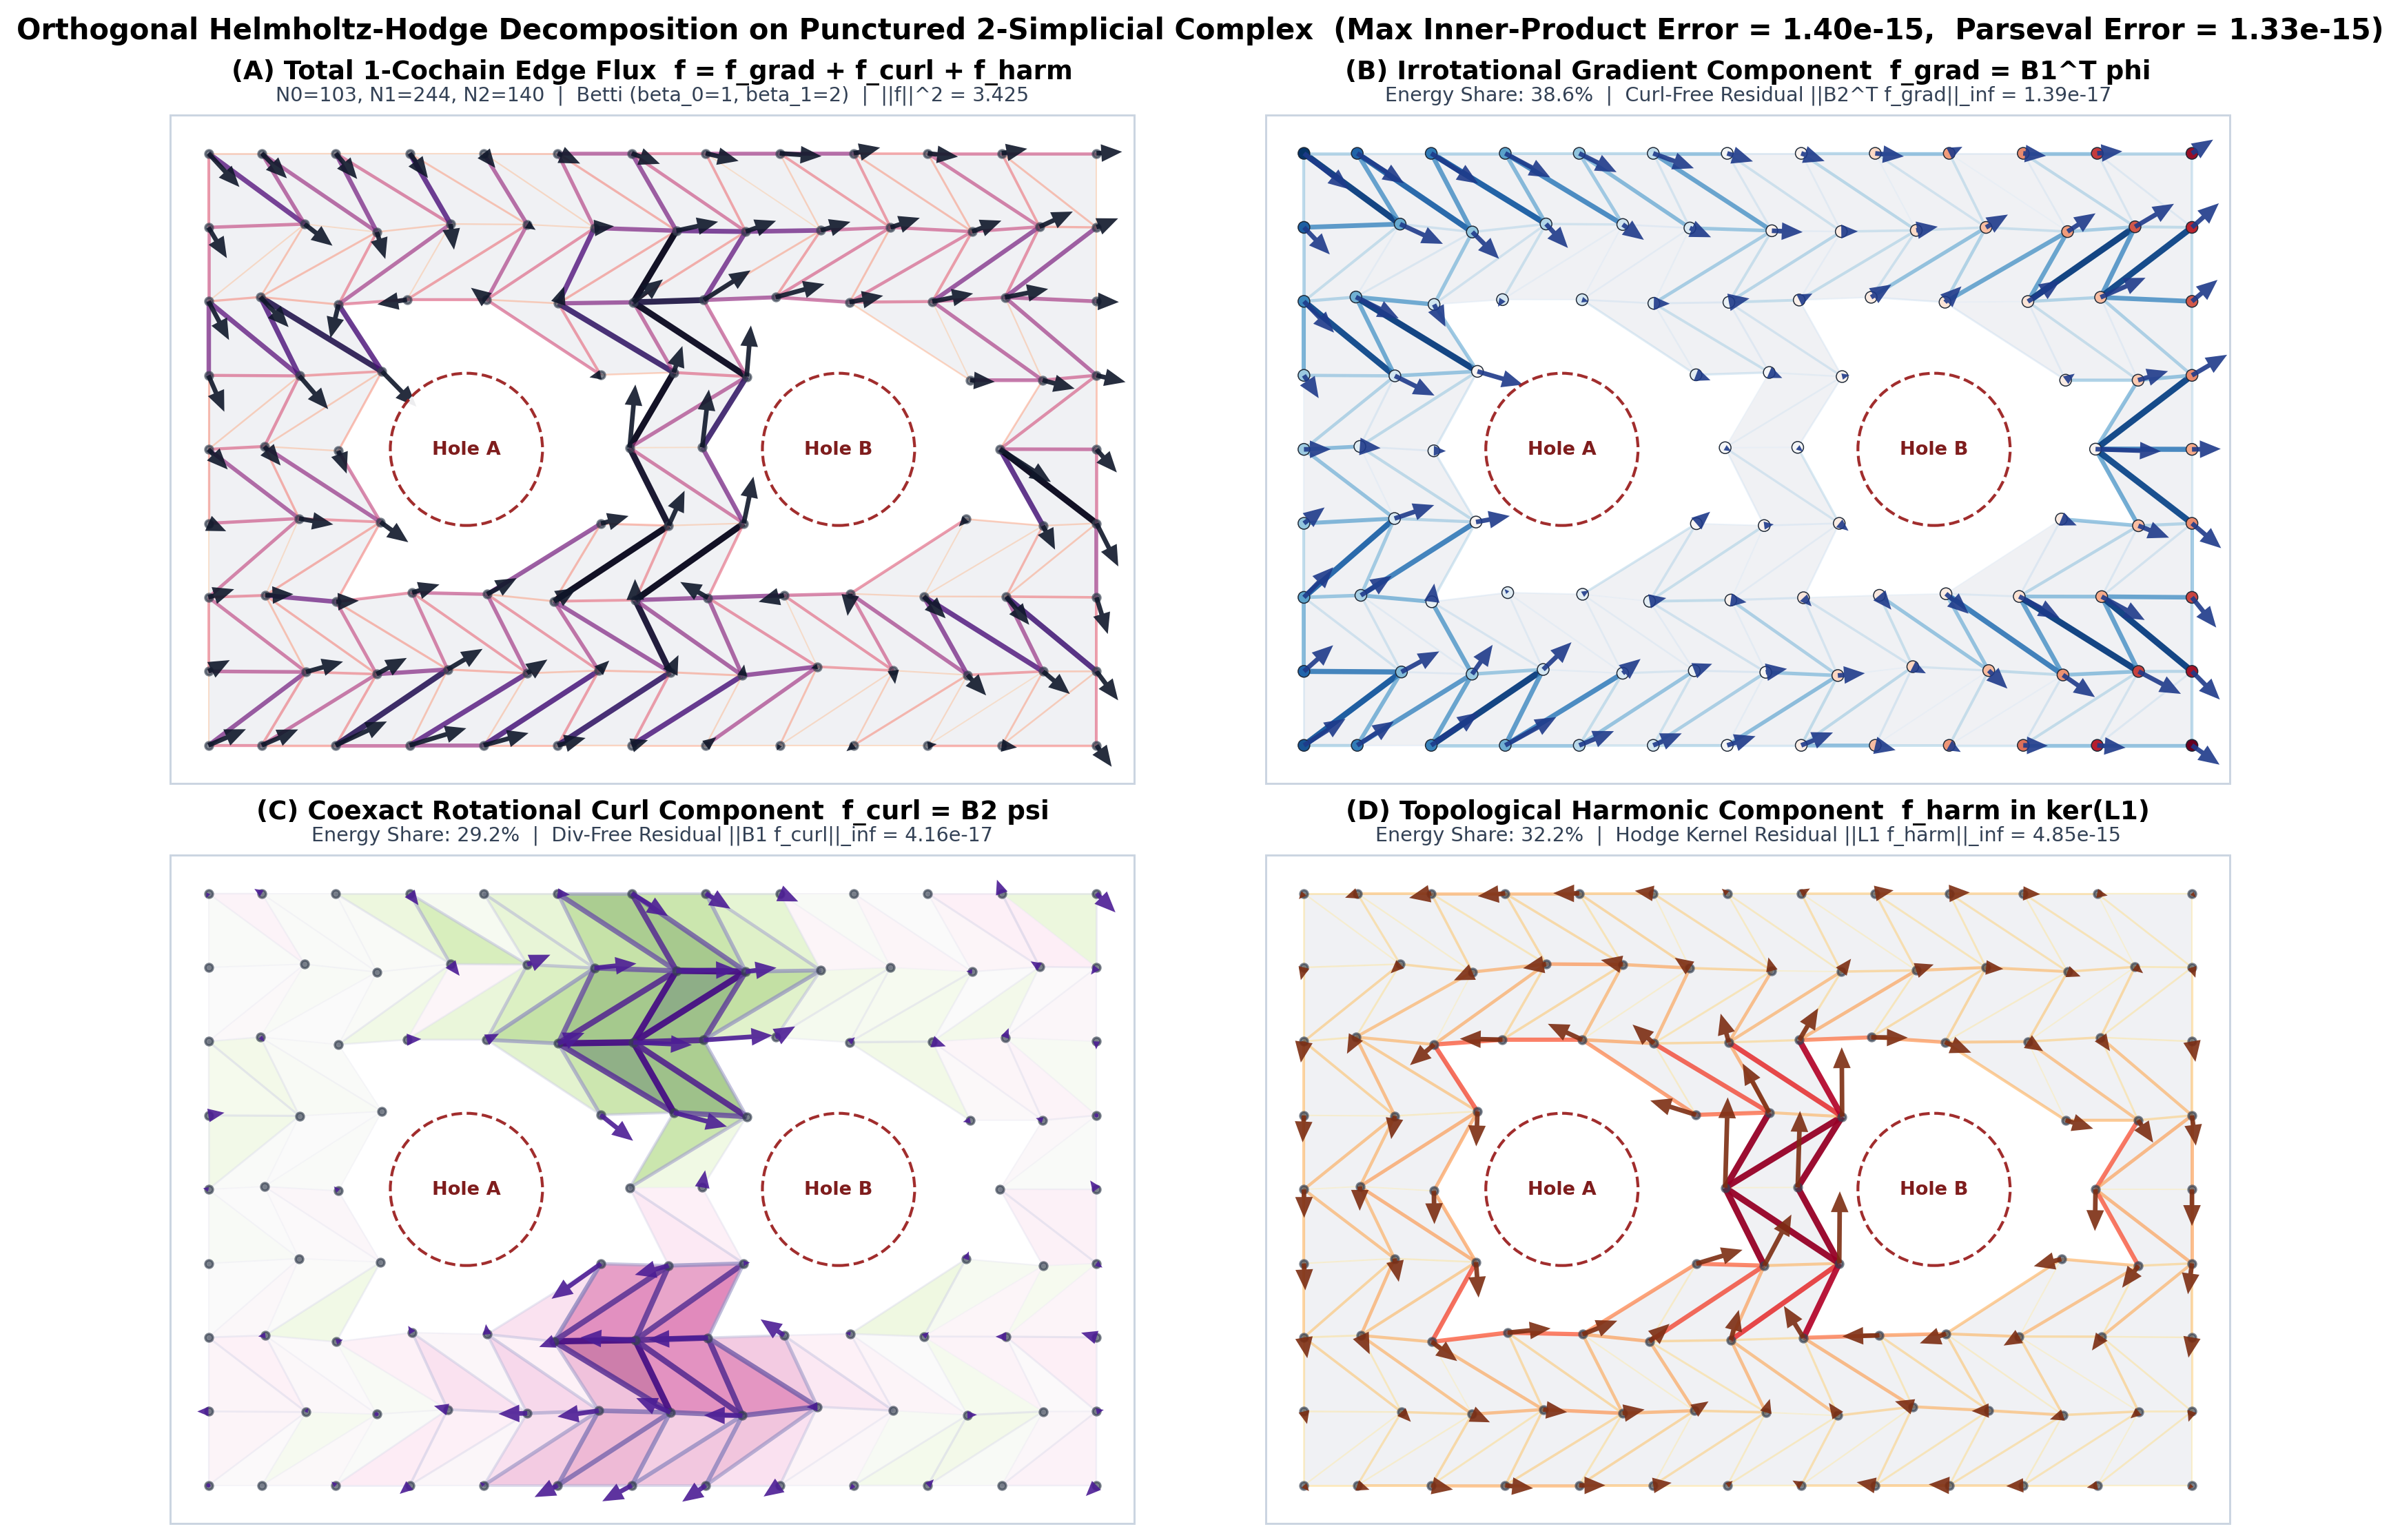 Orthogonal Helmholtz-Hodge Decomposition on Punctured 2-Simplicial Complex (Max Inner-Product Error = 1.40e-15, Parseval Error = 1.33e-15)
(A) Total 1-Cochain Edge Flux f = f_grad + f_curl + f_harm
N0=103, N1=244, N2=140 | Betti (beta_0=1, beta_1=2) | ||f||^2 = 3.425
Hole A
Hole B
(B) Irrotational Gradient Component f_grad = B1^T phi
Energy Share: 38.6% | Curl-Free Residual ||B2^T f_grad||_inf = 1.39e-17
Hole A
Hole B
(C) Coexact Rotational Curl Component f_curl = B2 psi
Energy Share: 29.2% | Div-Free Residual ||B1 f_curl||_inf = 4.16e-17
Hole A
Hole B
(D) Topological Harmonic Component f_harm in ker(L1)
Energy Share: 32.2% | Hodge Kernel Residual ||L1 f_harm||_inf = 4.85e-15
Hole A
Hole B